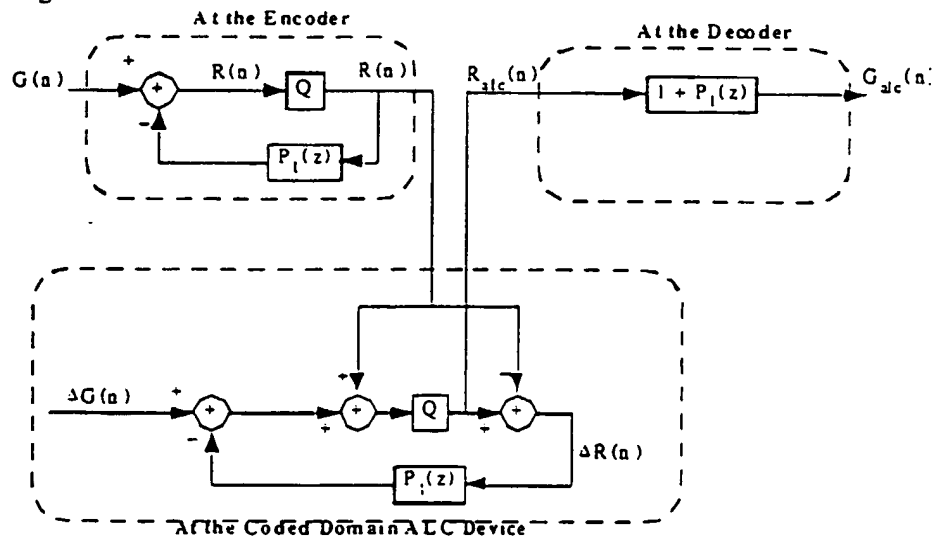 At the Encoder
At the Decoder
G(n)
+
+
−
R(n)
Q
R(n)
P_1(z)
R_alc(n)
1 + P_1(z)
G_alc(n)
ΔG(n)
+
+
−
+
+
+
Q
+
−
+
ΔR(n)
P_i(z)
At the Coded Domain ALC Device